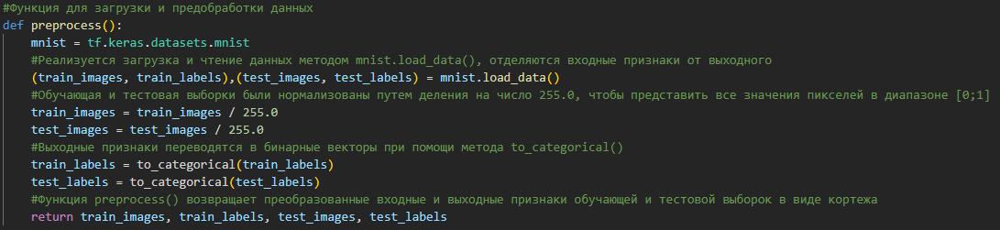 #Функция для загрузки и предобработки данных
def preprocess():
    mnist = tf.keras.datasets.mnist
    #Реализуется загрузка и чтение данных методом mnist.load_data(), отделяются входные признаки от выходного
    (train_images, train_labels),(test_images, test_labels) = mnist.load_data()
    #Обучающая и тестовая выборки были нормализованы путем деления на число 255.0, чтобы представить все значения пикселей в диапазоне [0;1]
    train_images = train_images / 255.0
    test_images = test_images / 255.0
    #Выходные признаки переводятся в бинарные векторы при помощи метода to_categorical()
    train_labels = to_categorical(train_labels)
    test_labels = to_categorical(test_labels)
    #Функция preprocess() возвращает преобразованные входные и выходные признаки обучающей и тестовой выборок в виде кортежа
    return train_images, train_labels, test_images, test_labels